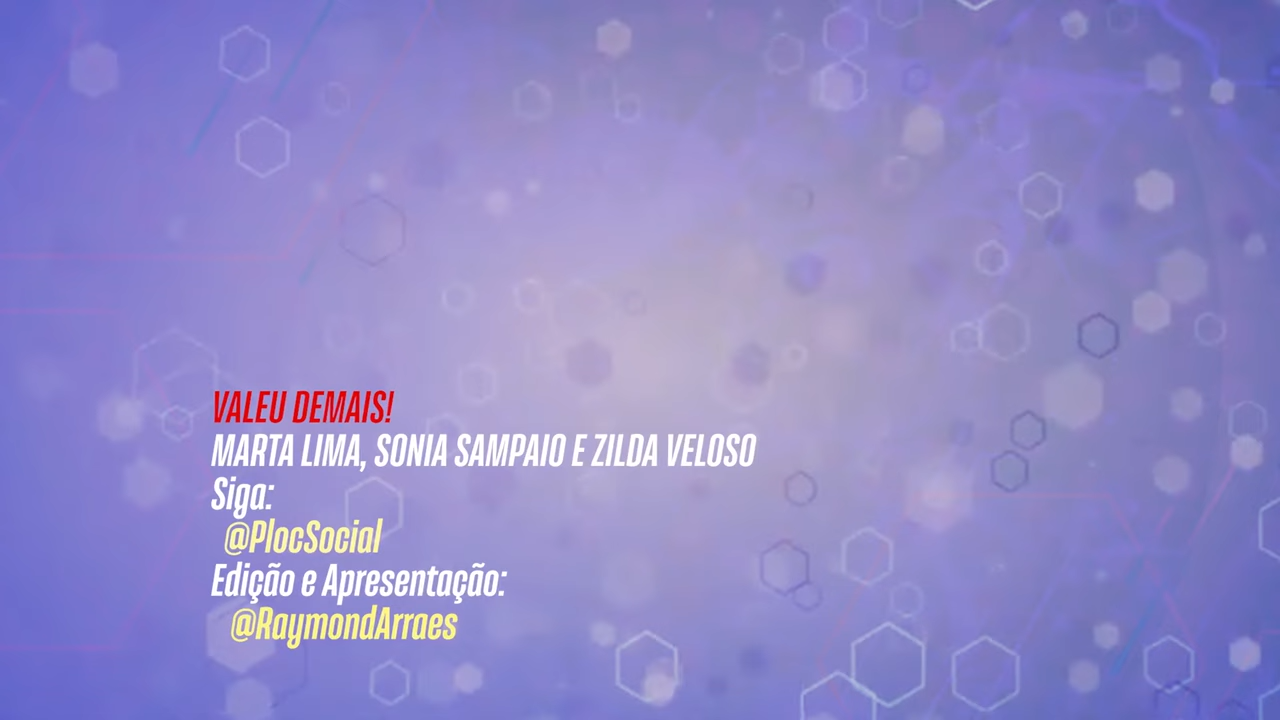 VALEU DEMAIS!
MARTA LIMA, SONIA SAMPAIO E ZILDA VELOSO
Siga:
@PlocSocial
Edição e Apresentação:
@RaymondArraes